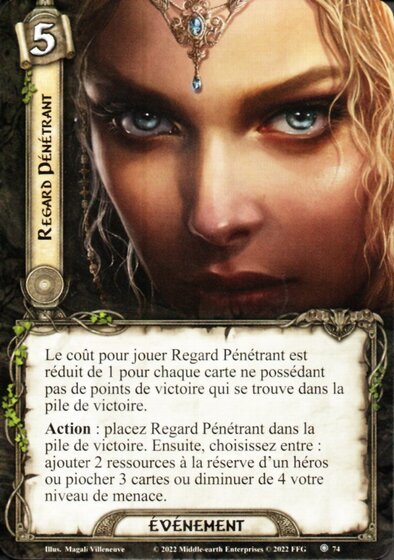 5
REGARD PÉNÉTRANT
Le coût pour jouer Regard Pénétrant est
réduit de 1 pour chaque carte ne possédant
pas de points de victoire qui se trouve dans la
pile de victoire.
Action : placez Regard Pénétrant dans la
pile de victoire. Ensuite, choisissez entre :
ajouter 2 ressources à la réserve d'un héros
ou piocher 3 cartes ou diminuer de 4 votre
niveau de menace.
ÉVÉNEMENT
Illus. Magali Villeneuve © 2022 Middle-earth Enterprises © 2022 FFG 74